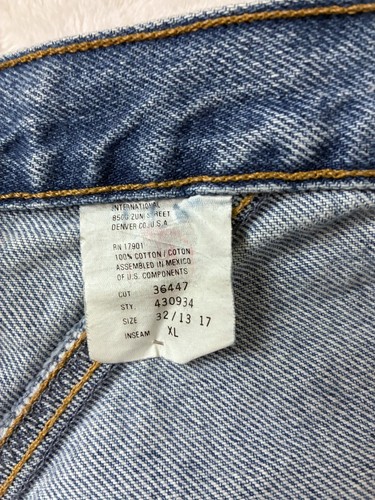 INTERNATIONAL
8500 ZUNI STREET
DENVER CO.U.S.A.
RN 17901
100% COTTON / COTON
ASSEMBLED IN MEXICO
OF U.S. COMPONENTS
CUT 36447
STY. 430934
SIZE 32/13 17
INSEAM XL